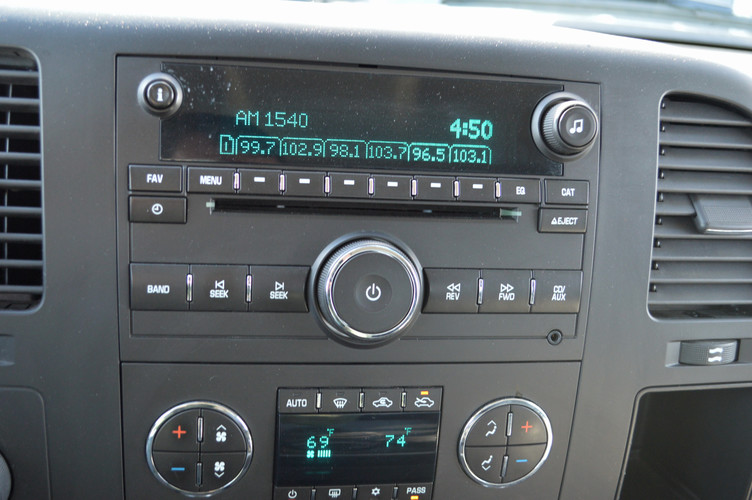 i
AM 1540 4:50
1 99.7 102.9 98.1 103.7 96.5 103.1
FAV MENU EQ CAT
EJECT
BAND SEEK SEEK REV FWD CD/AUX
AUTO
69°F 74°F
PASS